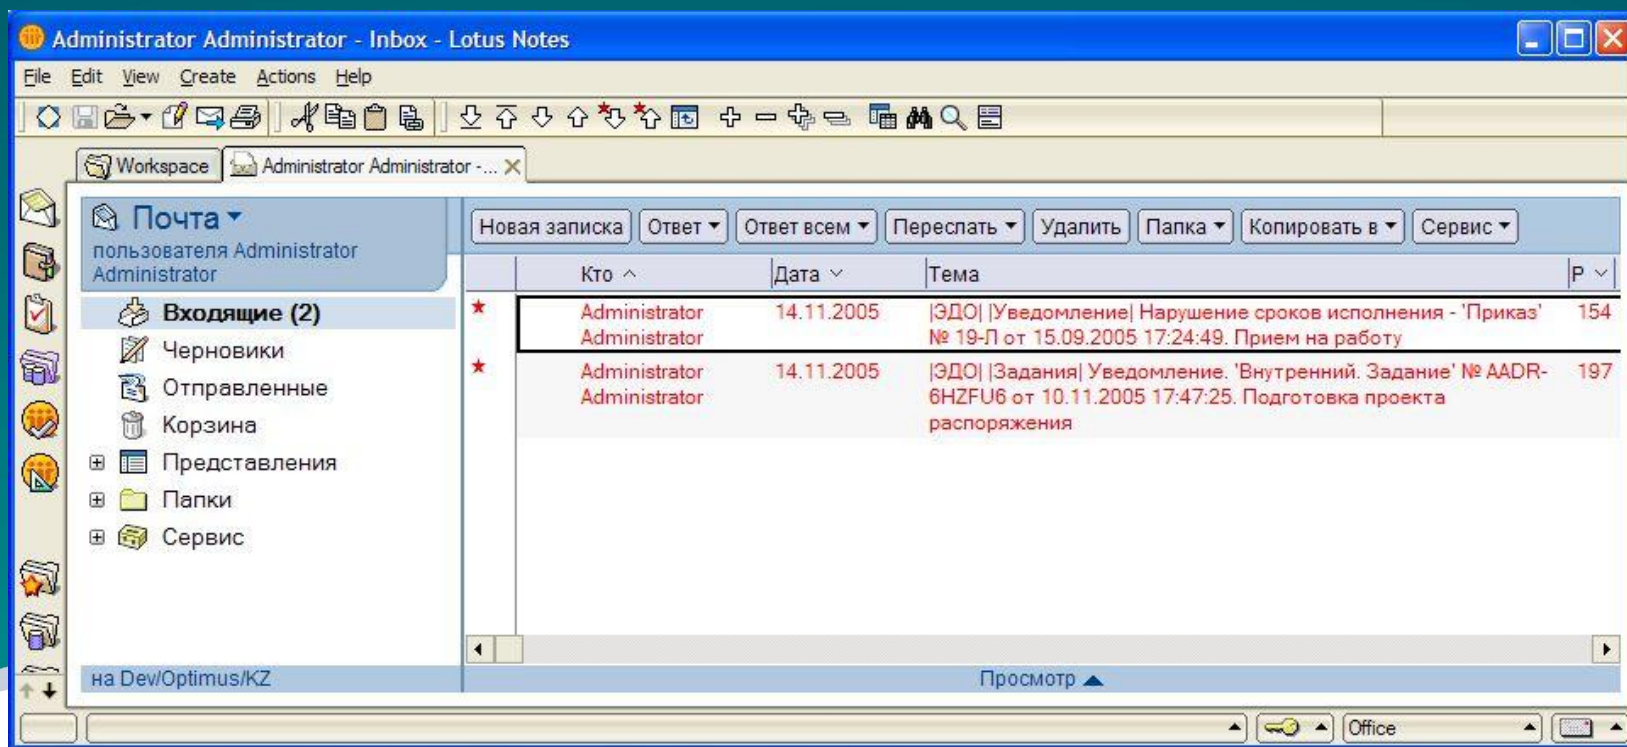 Administrator Administrator - Inbox - Lotus Notes
File Edit View Create Actions Help
Workspace Administrator Administrator -...
Почта
пользователя Administrator
Administrator
Входящие (2)
Черновики
Отправленные
Корзина
Представления
Папки
Сервис
на Dev/Optimus/KZ
Новая записка Ответ Ответ всем Переслать Удалить Папка Копировать в Сервис
Кто Дата Тема Р
Administrator 14.11.2005 |ЭДО| |Уведомление| Нарушение сроков исполнения - 'Приказ' 154
Administrator № 19-Л от 15.09.2005 17:24:49. Прием на работу
Administrator 14.11.2005 |ЭДО| |Задания| Уведомление. 'Внутренний. Задание' № AADR- 197
Administrator 6HZFU6 от 10.11.2005 17:47:25. Подготовка проекта
распоряжения
Просмотр
Office